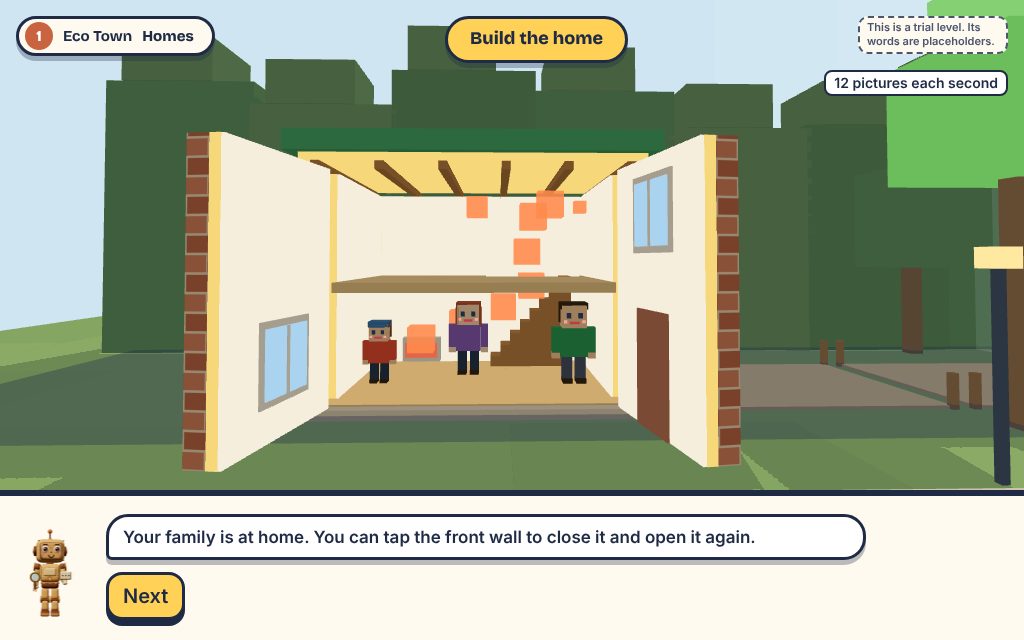 1 Eco Town Homes
Build the home
This is a trial level. Its
words are placeholders.
12 pictures each second
Your family is at home. You can tap the front wall to close it and open it again.
Next